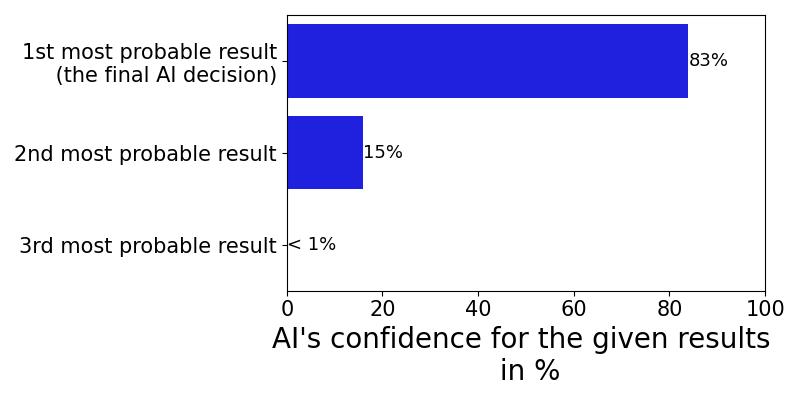 1st most probable result
(the final AI decision)
83%
2nd most probable result
15%
3rd most probable result
< 1%
0 20 40 60 80 100
AI's confidence for the given results
in %